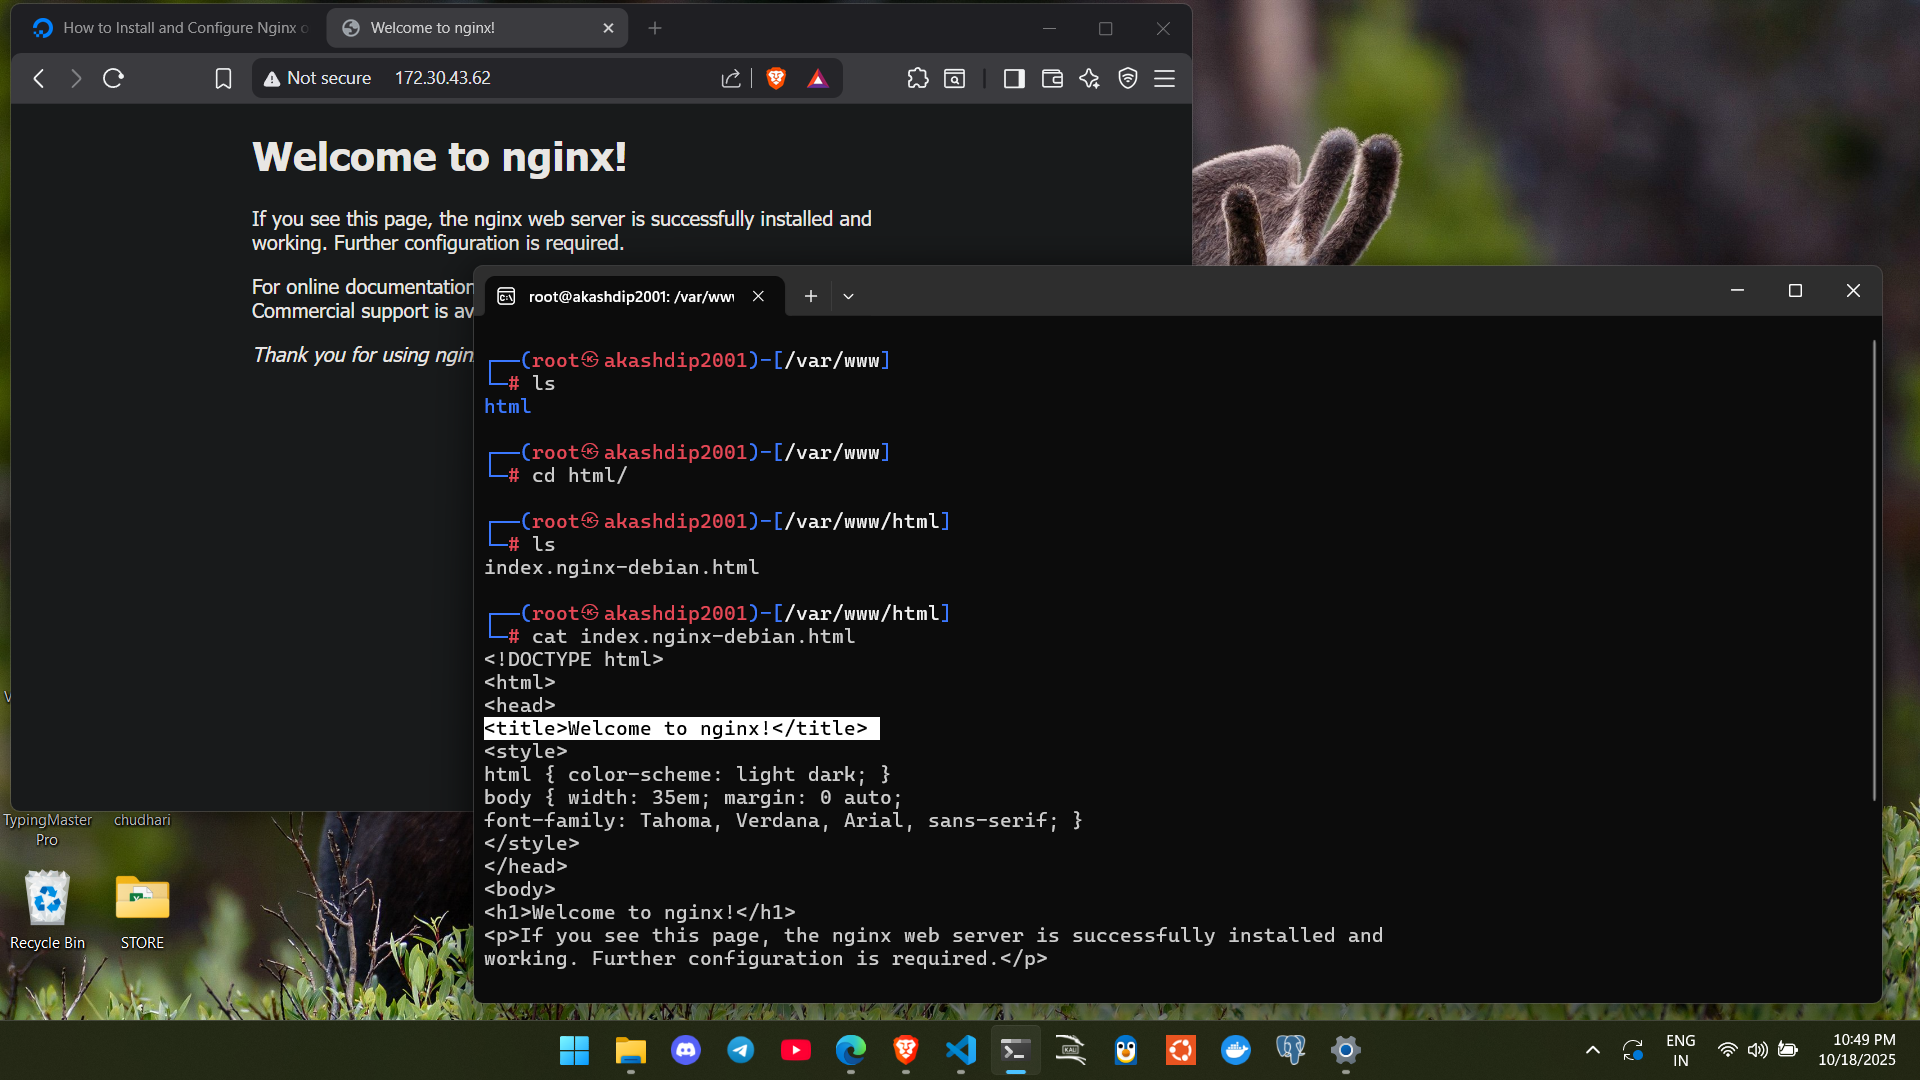 How to Install and Configure Nginx o
Welcome to nginx!
Not secure
172.30.43.62
Welcome to nginx!
If you see this page, the nginx web server is successfully installed and
working. Further configuration is required.
For online documentation
Commercial support is av
Thank you for using ngin
root@akashdip2001: /var/www
┌──(root㉿akashdip2001)-[/var/www]
└─# ls
html
┌──(root㉿akashdip2001)-[/var/www]
└─# cd html/
┌──(root㉿akashdip2001)-[/var/www/html]
└─# ls
index.nginx-debian.html
┌──(root㉿akashdip2001)-[/var/www/html]
└─# cat index.nginx-debian.html
<!DOCTYPE html>
<html>
<head>
<title>Welcome to nginx!</title>
<style>
html { color-scheme: light dark; }
body { width: 35em; margin: 0 auto;
font-family: Tahoma, Verdana, Arial, sans-serif; }
</style>
</head>
<body>
<h1>Welcome to nginx!</h1>
<p>If you see this page, the nginx web server is successfully installed and
working. Further configuration is required.</p>
V
TypingMaster
Pro
chudhari
Recycle Bin
STORE
ENG
IN
10:49 PM
10/18/2025